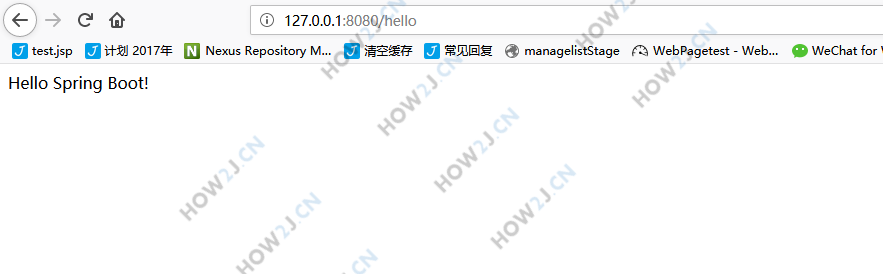 127.0.0.1:8080/hello
test.jsp 计划 2017年 Nexus Repository M... 清空缓存 常见回复 managelistStage WebPagetest - Web... WeChat for W
Hello Spring Boot!
HOW2J.CN
HOW2J.CN
HOW2J.CN
HOW2J.CN
HOW2J.CN
HOW2J.CN
HOW2J.CN
HOW2J.CN
HOW2J.CN